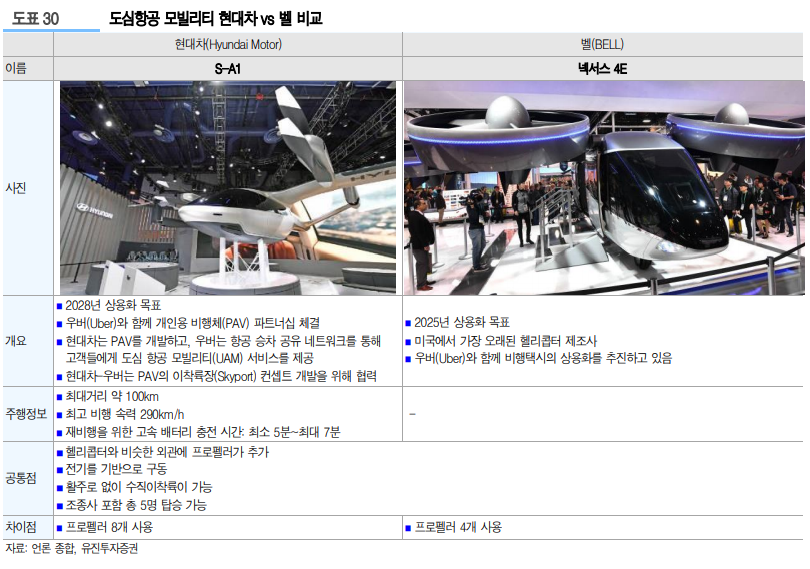 도표 30 도심항공 모빌리티 현대차 vs 벨 비교
현대차(Hyundai Motor) 벨(BELL)
이름 S-A1 넥서스 4E
사진
HYUNDAI
개요
■ 2028년 상용화 목표
■ 우버(Uber)와 함께 개인용 비행체(PAV) 파트너십 체결
■ 현대차는 PAV를 개발하고, 우버는 항공 승차 공유 네트워크를 통해
고객들에게 도심 항공 모빌리티(UAM) 서비스를 제공
■ 현대차-우버는 PAV의 이착륙장(Skyport) 컨셉트 개발을 위해 협력
■ 2025년 상용화 목표
■ 미국에서 가장 오래된 헬리콥터 제조사
■ 우버(Uber)와 함께 비행택시의 상용화를 추진하고 있음
주행정보
■ 최대거리 약 100km
■ 최고 비행 속력 290km/h
■ 재비행을 위한 고속 배터리 충전 시간: 최소 5분~최대 7분
-
공통점
■ 헬리콥터와 비슷한 외관에 프로펠러가 추가
■ 전기를 기반으로 구동
■ 활주로 없이 수직이착륙이 가능
■ 조종사 포함 총 5명 탑승 가능
차이점 ■ 프로펠러 8개 사용 ■ 프로펠러 4개 사용
자료: 언론 종합, 유진투자증권